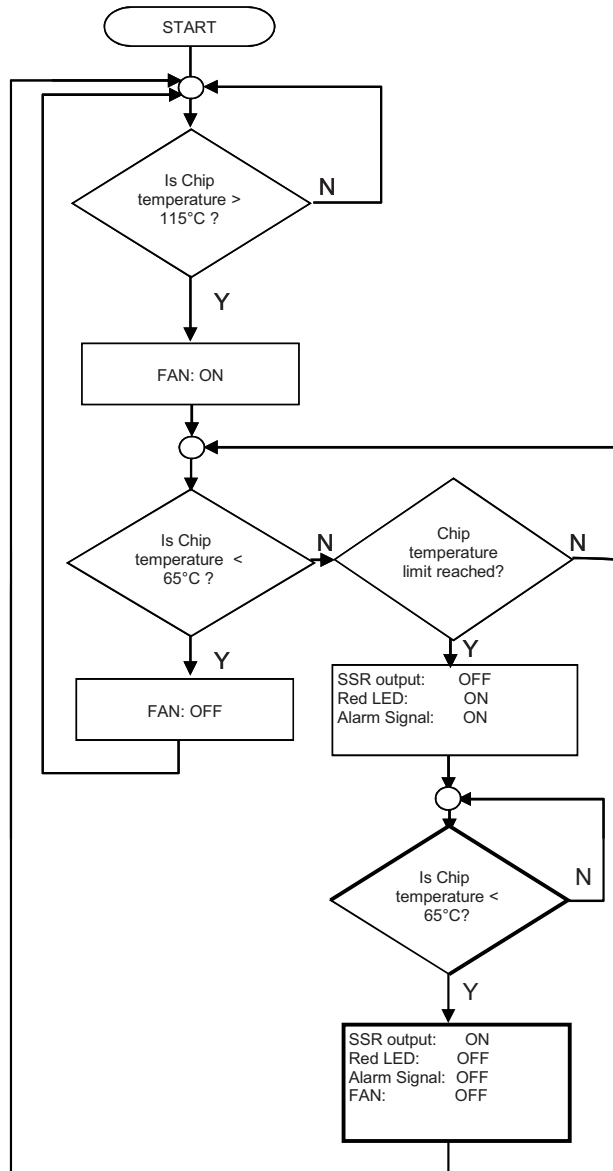 START
Is Chip
temperature >
115°C ?
N
Y
FAN: ON
Is Chip
temperature <
65°C ?
N
Y
FAN: OFF
Chip
temperature
limit reached?
N
Y
SSR output: OFF
Red LED: ON
Alarm Signal: ON
Is Chip
temperature <
65°C?
N
Y
SSR output: ON
Red LED: OFF
Alarm Signal: OFF
FAN: OFF